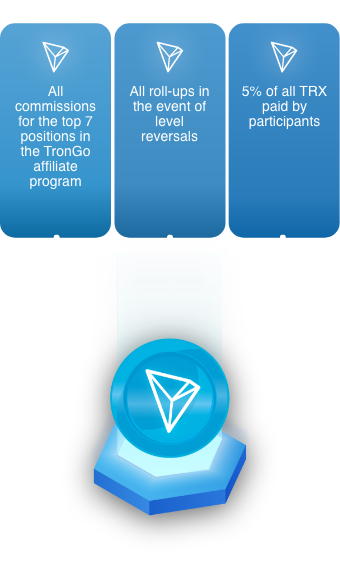 All
commissions
for the top 7
positions in
the TronGo
affiliate
program
All roll-ups in
the event of
level
reversals
5% of all TRX
paid by
participants